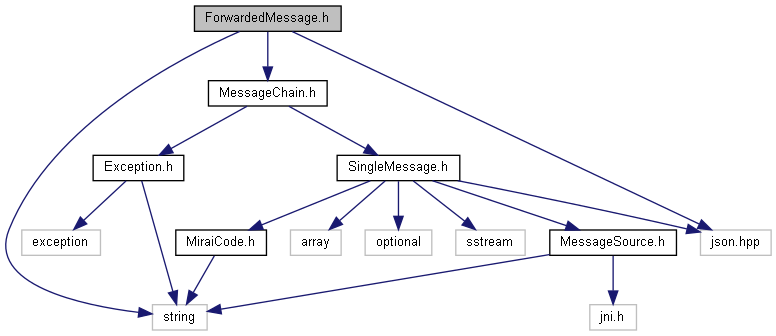 ForwardedMessage.h
MessageChain.h
Exception.h
SingleMessage.h
exception
MiraiCode.h
array
optional
sstream
MessageSource.h
json.hpp
string
jni.h